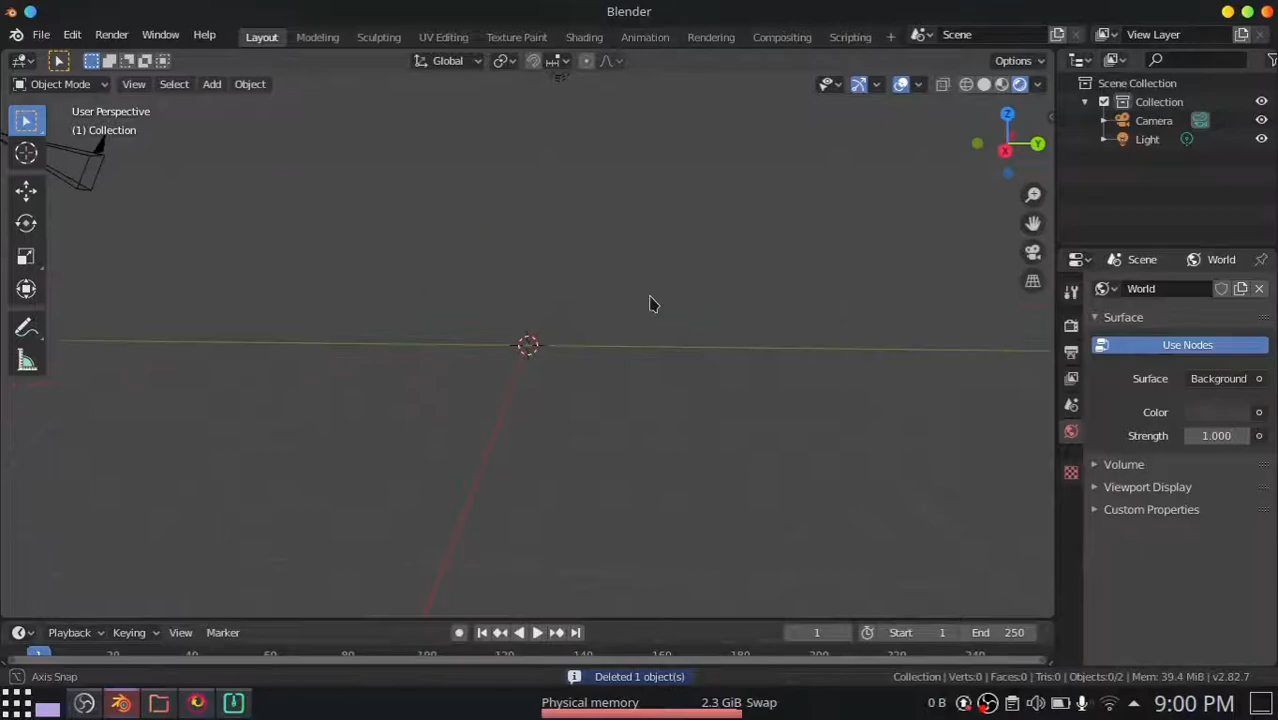 Blender
File Edit Render Window Help Layout Modeling Sculpting UV Editing Texture Paint Shading Animation Rendering Compositing Scripting + Scene View Layer
Global Options
Object Mode View Select Add Object
User Perspective
(1) Collection
Z
Y
X
Scene Collection
Collection
Camera
Light
Scene World
World
Surface
Use Nodes
Surface Background
Color
Strength 1.000
Volume
Viewport Display
Custom Properties
Playback Keying View Marker 1 Start 1 End 250
1 20 40 60 80 100 120 140 160 180 200 220 240
Axis Snap Deleted 1 object(s) Collection | Verts:0 | Faces:0 | Tris:0 | Objects:0/2 | Mem: 39.4 MiB | v2.82.7
Physical memory 2.3 GiB Swap 0 B 9:00 PM